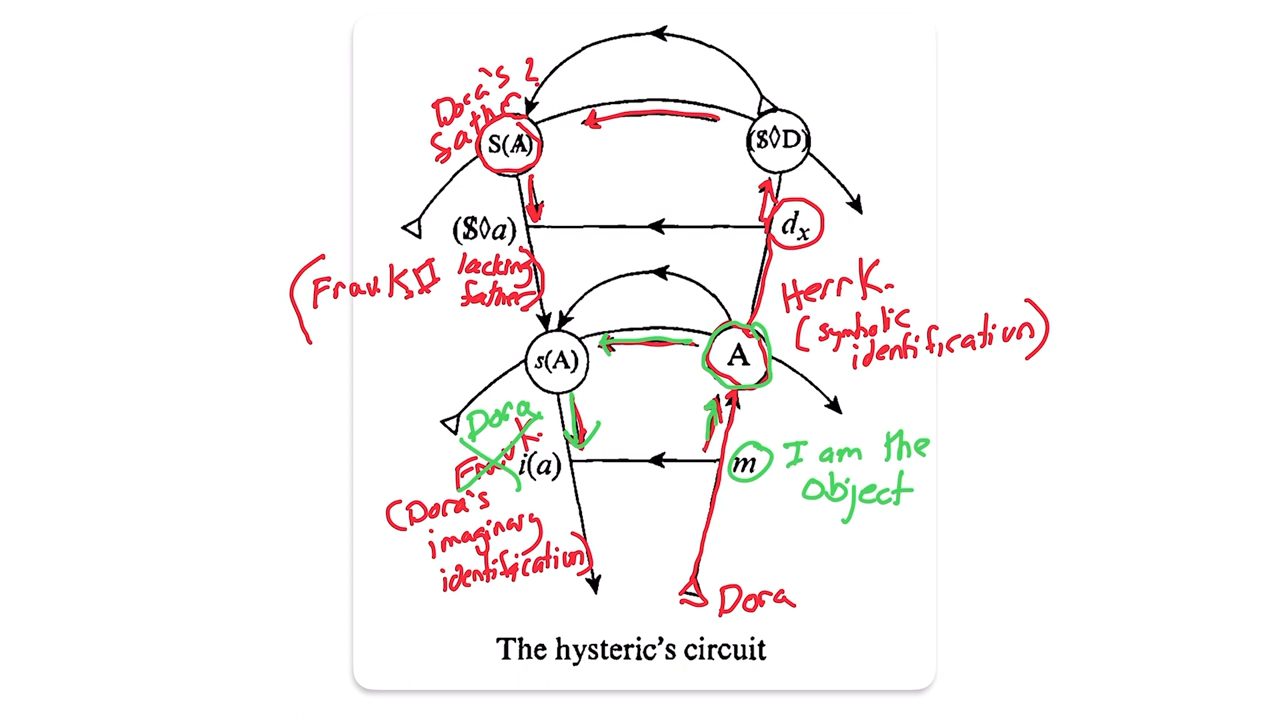 Dora's ?
father
S(Ⱥ)
($◊D)
($◊a)
d_x
(Frau K's
lacking
father)
Herr K.
(symbolic
identification)
s(A)
A
Dora
Frau K.
i(a)
m
I am the
object
(Dora's
imaginary
identification)
Dora
The hysteric's circuit